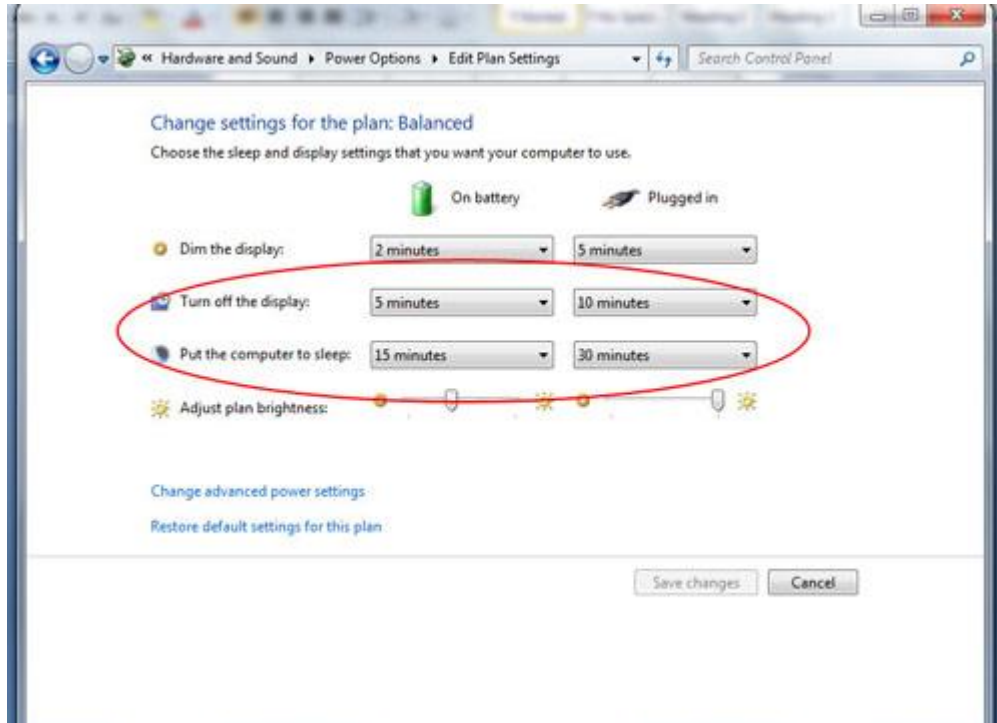 « Hardware and Sound ▸ Power Options ▸ Edit Plan Settings Search Control Panel
Change settings for the plan: Balanced
Choose the sleep and display settings that you want your computer to use.
On battery Plugged in
Dim the display: 2 minutes 5 minutes
Turn off the display: 5 minutes 10 minutes
Put the computer to sleep: 15 minutes 30 minutes
Adjust plan brightness:
Change advanced power settings
Restore default settings for this plan
Save changes Cancel